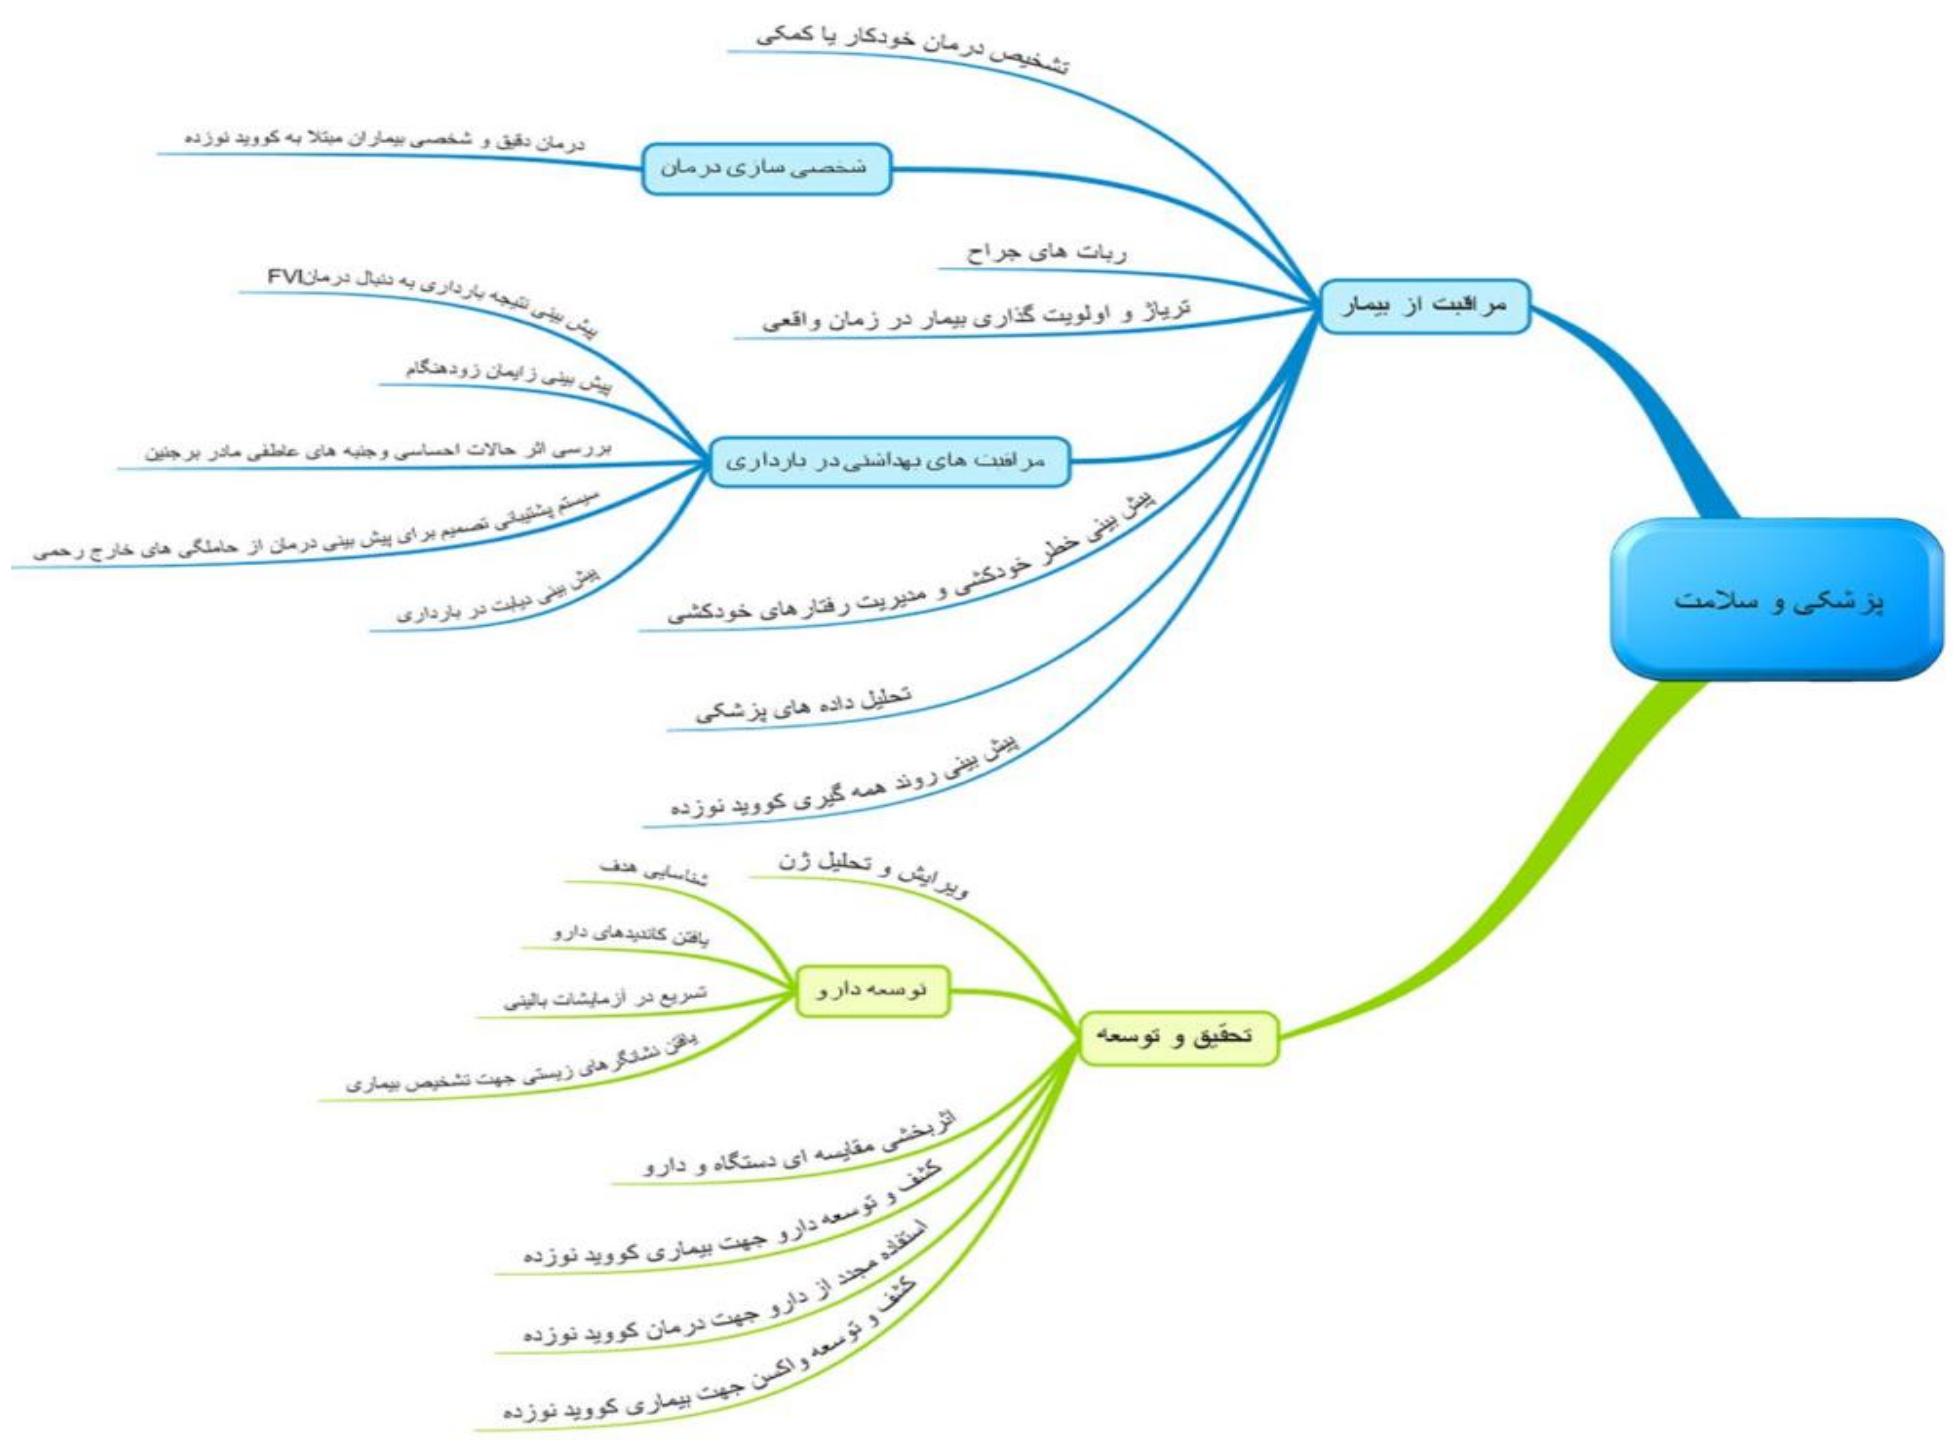 پزشکی و سلامت
مراقبت از بیمار
تشخیص درمان خودکار یا کمکی
شخصی سازی درمان
درمان دقیق و شخصی بیماران مبتلا به کووید نوزده
ربات های جراح
تریاژ و اولویت گذاری بیمار در زمان واقعی
مراقبت های بهداشتی در بارداری
پیش بینی نتیجه بارداری به دنبال درمانFVI
پیش بینی زایمان زودهنگام
بررسی اثر حالات احساسی وجنبه های عاطفی مادر برجنین
سیستم پشتیبانی تصمیم برای پیش بینی درمان از حاملگی های خارج رحمی
پیش بینی دیابت در بارداری
پیش بینی خطر خودکشی و مدیریت رفتارهای خودکشی
تحلیل داده های پزشکی
پیش بینی روند همه گیری کووید نوزده
تحقیق و توسعه
ویرایش و تحلیل ژن
توسعه دارو
شناسایی هدف
یافتن کاندیدهای دارو
تسریع در آزمایشات بالینی
یافتن نشانگرهای زیستی جهت تشخیص بیماری
اثربخشی مقایسه ای دستگاه و دارو
کشف و توسعه دارو جهت بیماری کووید نوزده
استفاده مجدد از دارو جهت درمان کووید نوزده
کشف و توسعه واکسن جهت بیماری کووید نوزده